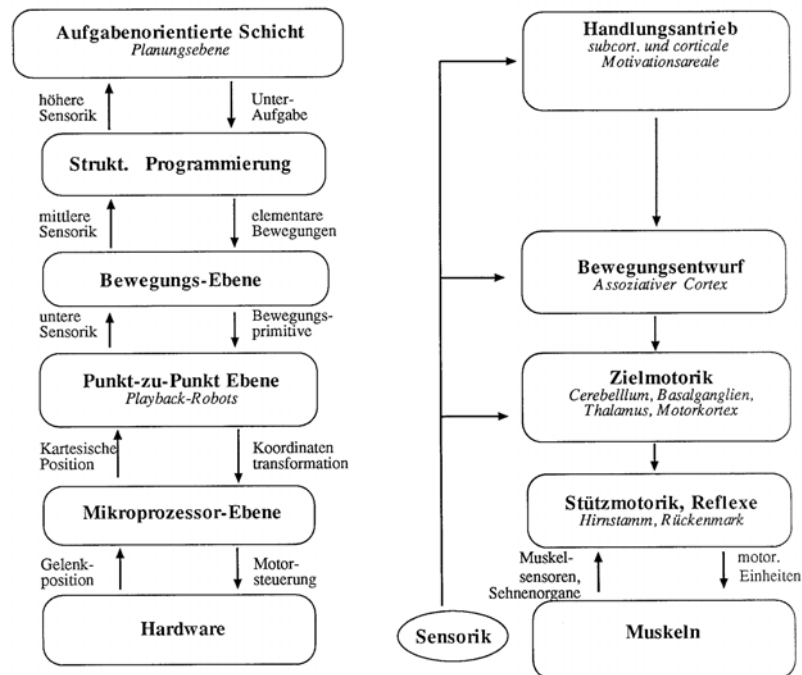 Aufgabenorientierte Schicht
Planungsebene
höhere
Sensorik
Unter-
Aufgabe
Strukt. Programmierung
mittlere
Sensorik
elementare
Bewegungen
Bewegungs-Ebene
untere
Sensorik
Bewegungs-
primitive
Punkt-zu-Punkt Ebene
Playback-Robots
Kartesische
Position
Koordinaten
transformation
Mikroprozessor-Ebene
Gelenk-
position
Motor-
steuerung
Hardware
Handlungsantrieb
subcort. und corticale
Motivationsareale
Bewegungsentwurf
Assoziativer Cortex
Zielmotorik
Cerebelllum, Basalganglien,
Thalamus, Motorkortex
Stützmotorik, Reflexe
Hirnstamm, Rückenmark
Muskel-
sensoren,
Sehnenorgane
motor.
Einheiten
Sensorik
Muskeln